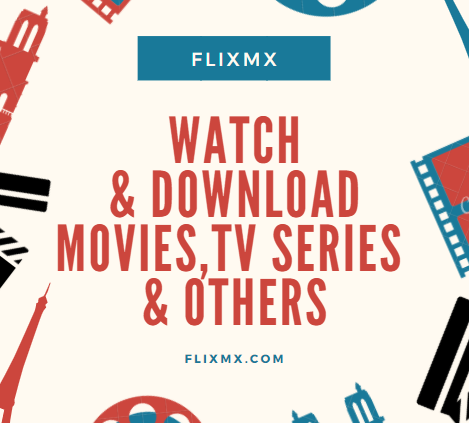 FLIXMX
WATCH
& DOWNLOAD
MOVIES,TV SERIES
& OTHERS
FLIXMX.COM